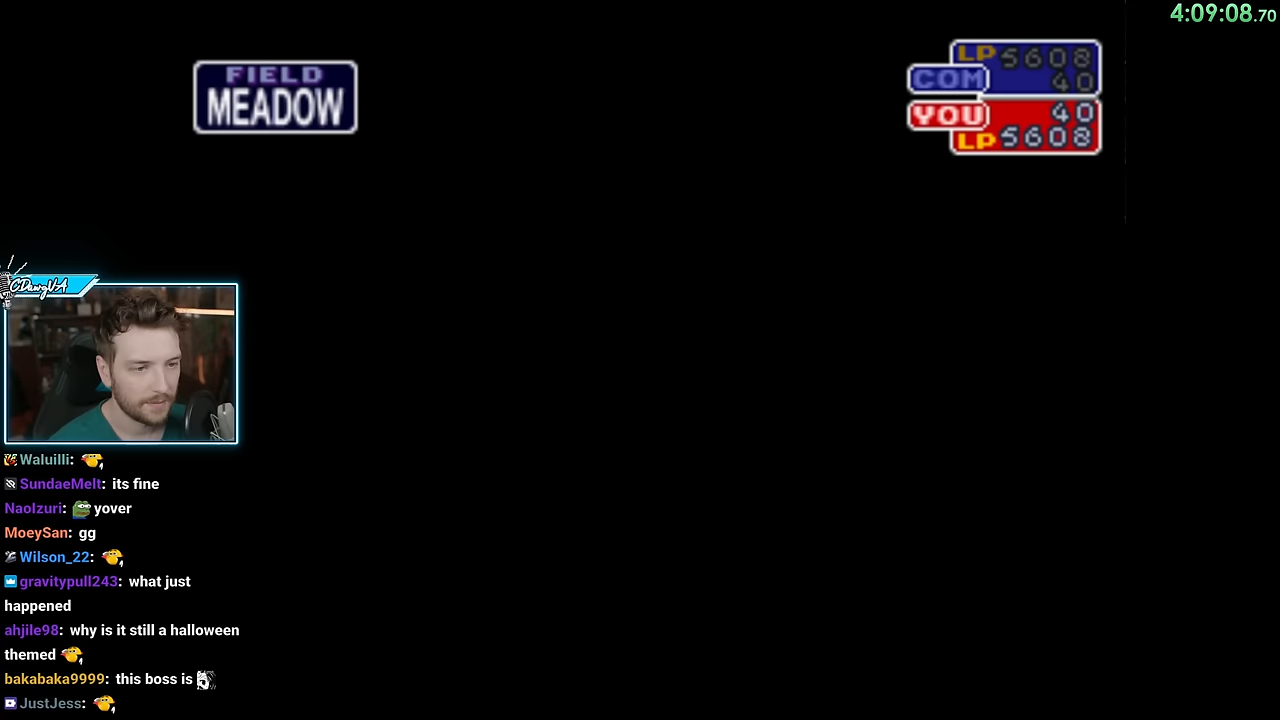 4:09:08.70
FIELD
MEADOW
LP 5608
COM 40
YOU 40
LP 5608
CDawgVA
Waluilli:
SundaeMelt: its fine
NaoIzuri: yover
MoeySan: gg
Wilson_22:
gravitypull243: what just
happened
ahjile98: why is it still a halloween
themed
bakabaka9999: this boss is
JustJess: